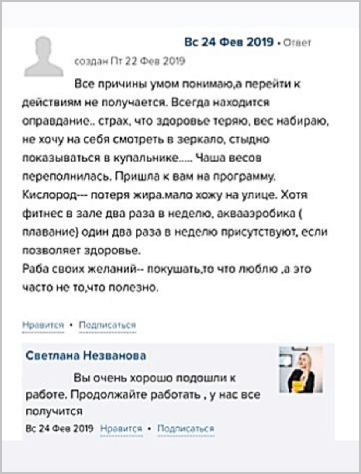 Вс 24 Фев 2019 • Ответ
создан Пт 22 Фев 2019
Все причины умом понимаю,а перейти к
действиям не получается. Всегда находится
оправдание.. страх, что здоровье теряю, вес набираю,
не хочу на себя смотреть в зеркало, стыдно
показываться в купальнике..... Чаша весов
переполнилась. Пришла к вам на программу.
Кислород--- потеря жира.мало хожу на улице. Хотя
фитнес в зале два раза в неделю, аквааэробика (
плавание) один два раза в неделю присутствуют, если
позволяет здоровье.
Раба своих желаний-- покушать,то что люблю ,а это
часто не то,что полезно.
Нравится • Подписаться
Светлана Незванова
Вы очень хорошо подошли к
работе. Продолжайте работать , у нас все
получится
Вс 24 Фев 2019 Нравится • Подписаться